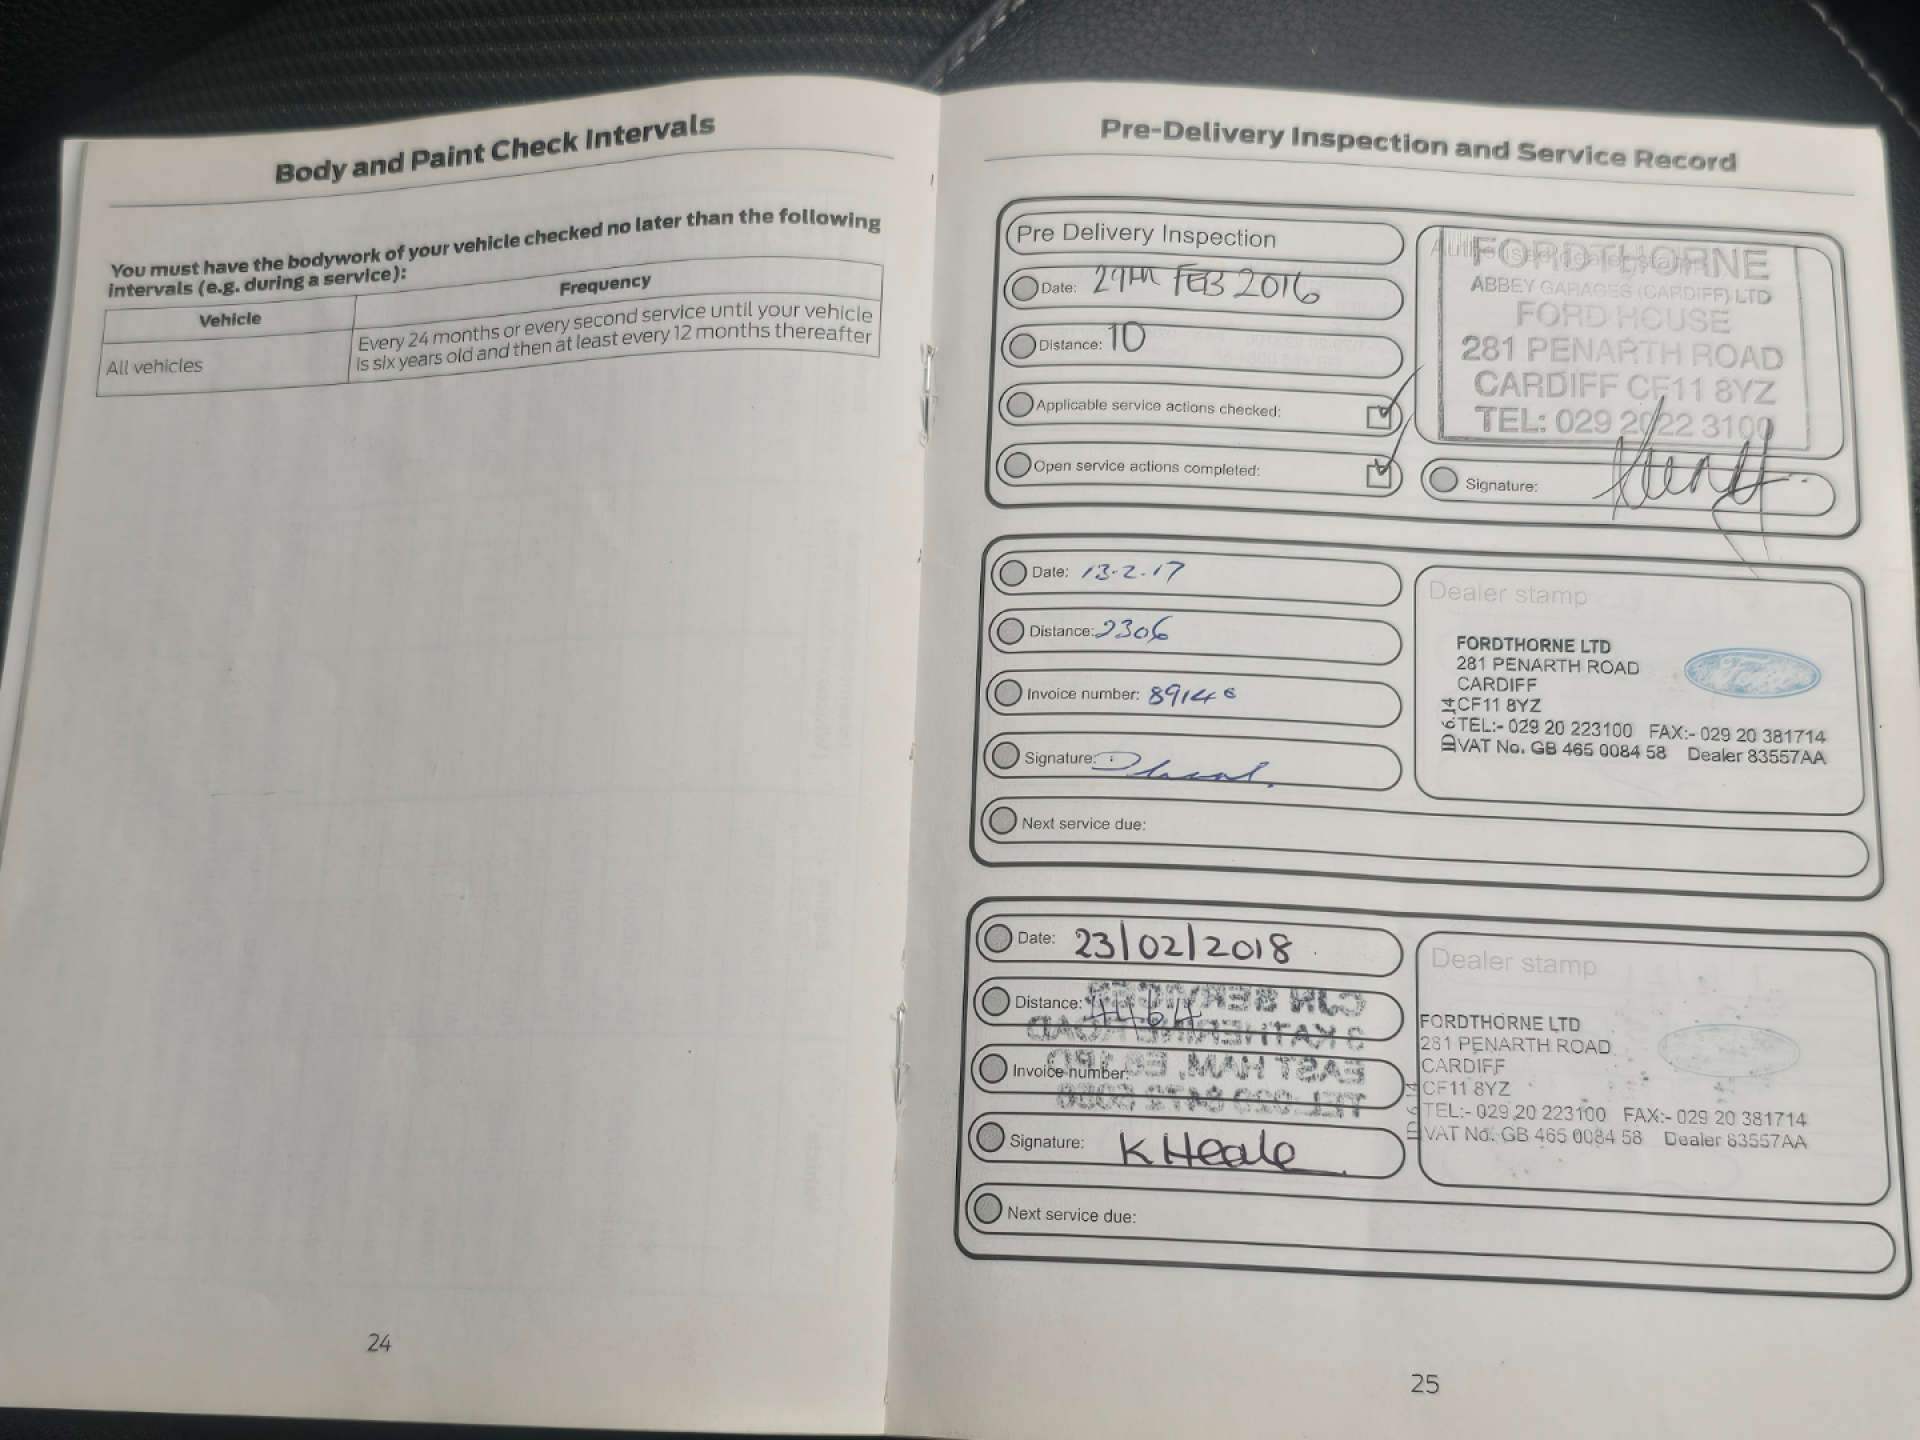 Body and Paint Check Intervals
You must have the bodywork of your vehicle checked no later than the following
intervals (e.g. during a service):
Vehicle
Frequency
All vehicles
Every 24 months or every second service until your vehicle
is six years old and then at least every 12 months thereafter
24
Pre-Delivery Inspection and Service Record
Pre Delivery Inspection
Date: 29th FEB 2016
Distance: 10
Applicable service actions checked:
Open service actions completed:
FORDTHORNE
ABBEY GARAGES (CARDIFF) LTD
FORD HOUSE
281 PENARTH ROAD
CARDIFF CF11 8YZ
TEL: 029 2022 3100
Signature:
Date: 13.2.17
Distance: 2306
Invoice number: 89146
Signature:
Next service due:
Dealer stamp
FORDTHORNE LTD
281 PENARTH ROAD
CARDIFF
CF11 8YZ
TEL:- 029 20 223100 FAX:- 029 20 381714
VAT No. GB 465 0084 58 Dealer 83557AA
Ford
Date: 23/02/2018
Distance: 4464
Invoice number:
Signature: K Heale
Next service due:
EAST HAM,
Dealer stamp
FORDTHORNE LTD
281 PENARTH ROAD
CARDIFF
CF11 8YZ
TEL:- 029 20 223100 FAX:- 029 20 381714
VAT No. GB 465 0084 58 Dealer 83557AA
25